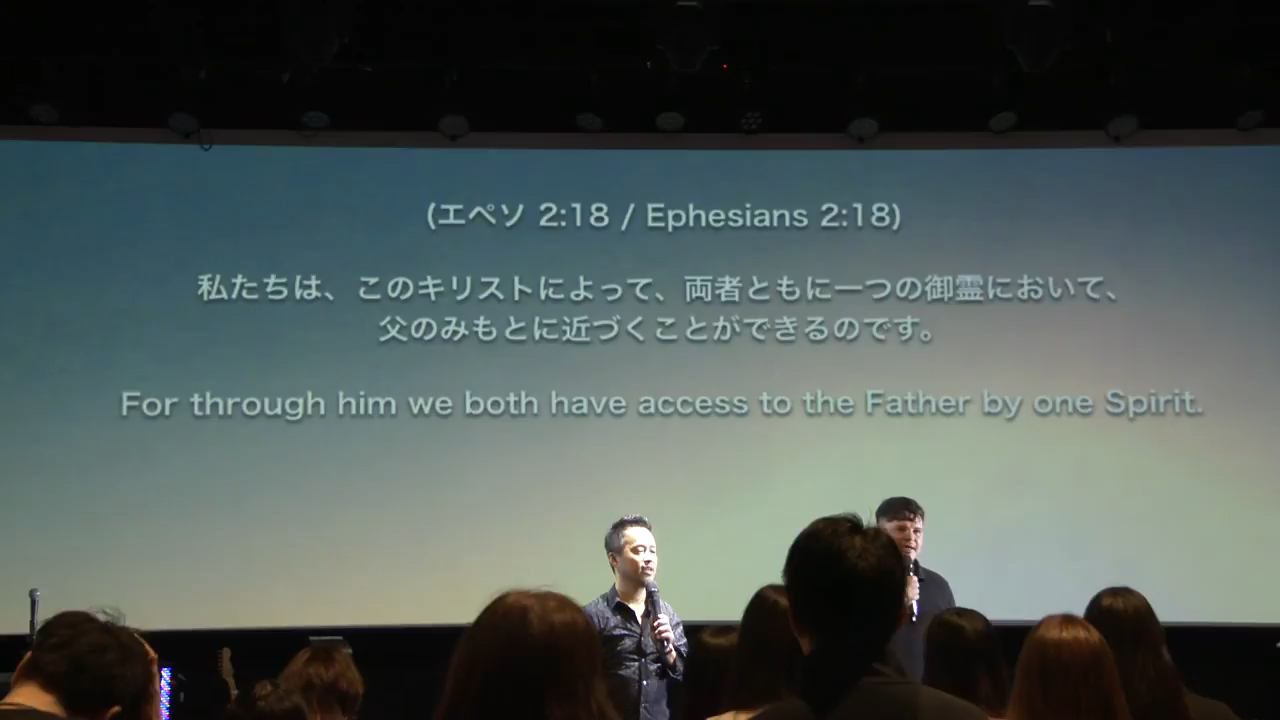 (エペソ 2:18 / Ephesians 2:18)
私たちは、このキリストによって、両者ともに一つの御霊において、
父のみもとに近づくことができるのです。
For through him we both have access to the Father by one Spirit.